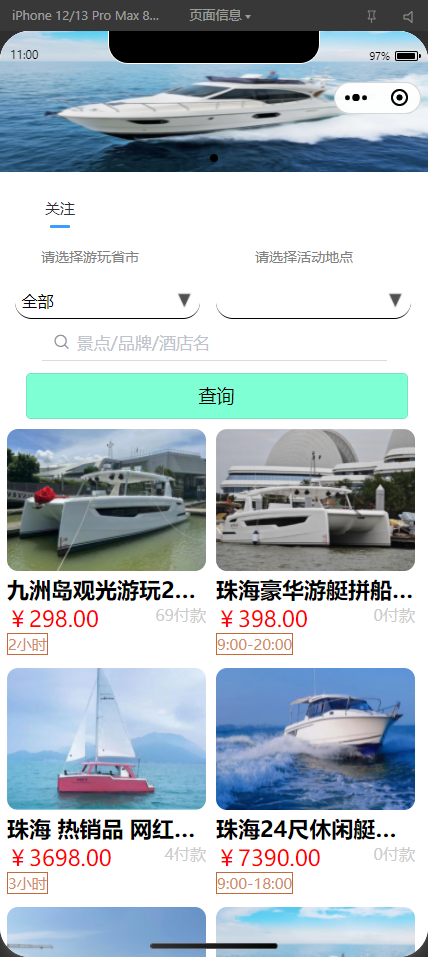 iPhone 12/13 Pro Max 8... 页面信息
11:00
97%
关注
请选择游玩省市 请选择活动地点
全部
景点/品牌/酒店名
查询
九洲岛观光游玩2... 珠海豪华游艇拼船...
￥298.00 69付款 ￥398.00 0付款
2小时 9:00-20:00
珠海 热销品 网红... 珠海24尺休闲艇...
￥3698.00 4付款 ￥7390.00 0付款
3小时 9:00-18:00